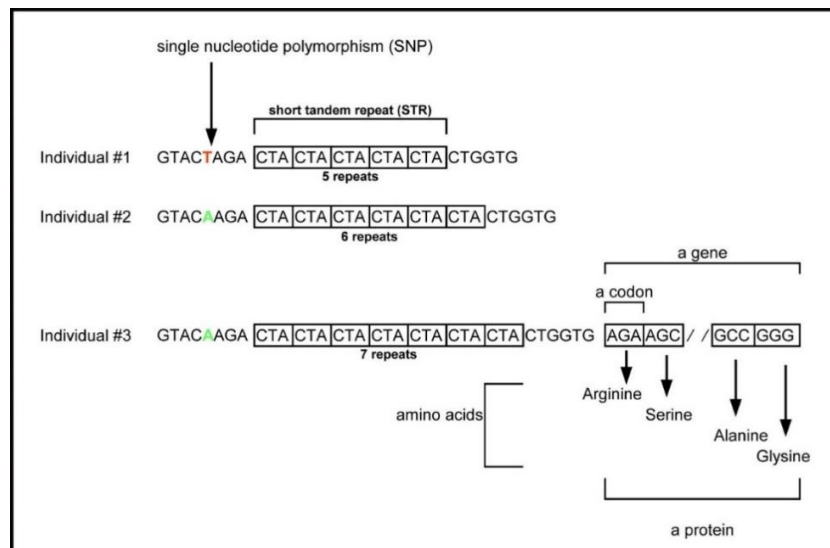 single nucleotide polymorphism (SNP)
short tandem repeat (STR)
Individual #1 GTACTAGA CTA CTA CTA CTA CTA CTGGTG
5 repeats
Individual #2 GTACAAGA CTA CTA CTA CTA CTA CTA CTGGTG
6 repeats
a gene
a codon
Individual #3 GTACAAGA CTA CTA CTA CTA CTA CTA CTA CTGGTG AGA AGC // GCC GGG
7 repeats
Arginine
amino acids
Serine
Alanine
Glysine
a protein